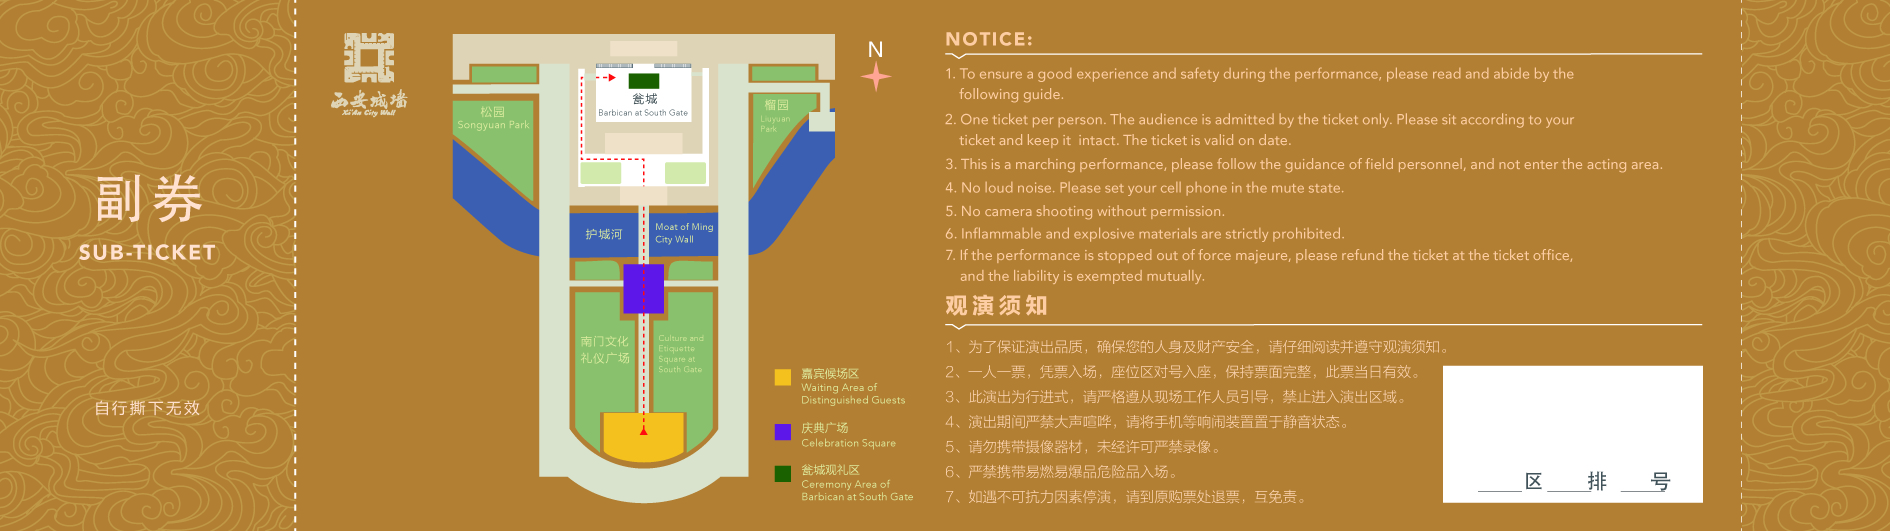 副券
SUB-TICKET
自行撕下无效
西安城墙
Xi'An City Wall
N
瓮城
Barbican at South Gate
松园
Songyuan Park
榴园
Liuyuan
Park
护城河
Moat of Ming
City Wall
南门文化
礼仪广场
Culture and
Etiquette
Square at
South Gate
嘉宾候场区
Waiting Area of
Distinguished Guests
庆典广场
Celebration Square
瓮城观礼区
Ceremony Area of
Barbican at South Gate
NOTICE:
1. To ensure a good experience and safety during the performance, please read and abide by the
following guide.
2. One ticket per person. The audience is admitted by the ticket only. Please sit according to your
ticket and keep it intact. The ticket is valid on date.
3. This is a marching performance, please follow the guidance of field personnel, and not enter the acting area.
4. No loud noise. Please set your cell phone in the mute state.
5. No camera shooting without permission.
6. Inflammable and explosive materials are strictly prohibited.
7. If the performance is stopped out of force majeure, please refund the ticket at the ticket office,
and the liability is exempted mutually.
观演须知
1、为了保证演出品质，确保您的人身及财产安全，请仔细阅读并遵守观演须知。
2、一人一票，凭票入场，座位区对号入座，保持票面完整，此票当日有效。
3、此演出为行进式，请严格遵从现场工作人员引导，禁止进入演出区域。
4、演出期间严禁大声喧哗，请将手机等响闹装置置于静音状态。
5、请勿携带摄像器材，未经许可严禁录像。
6、严禁携带易燃易爆品危险品入场。
7、如遇不可抗力因素停演，请到原购票处退票，互免责。
____区____排____号